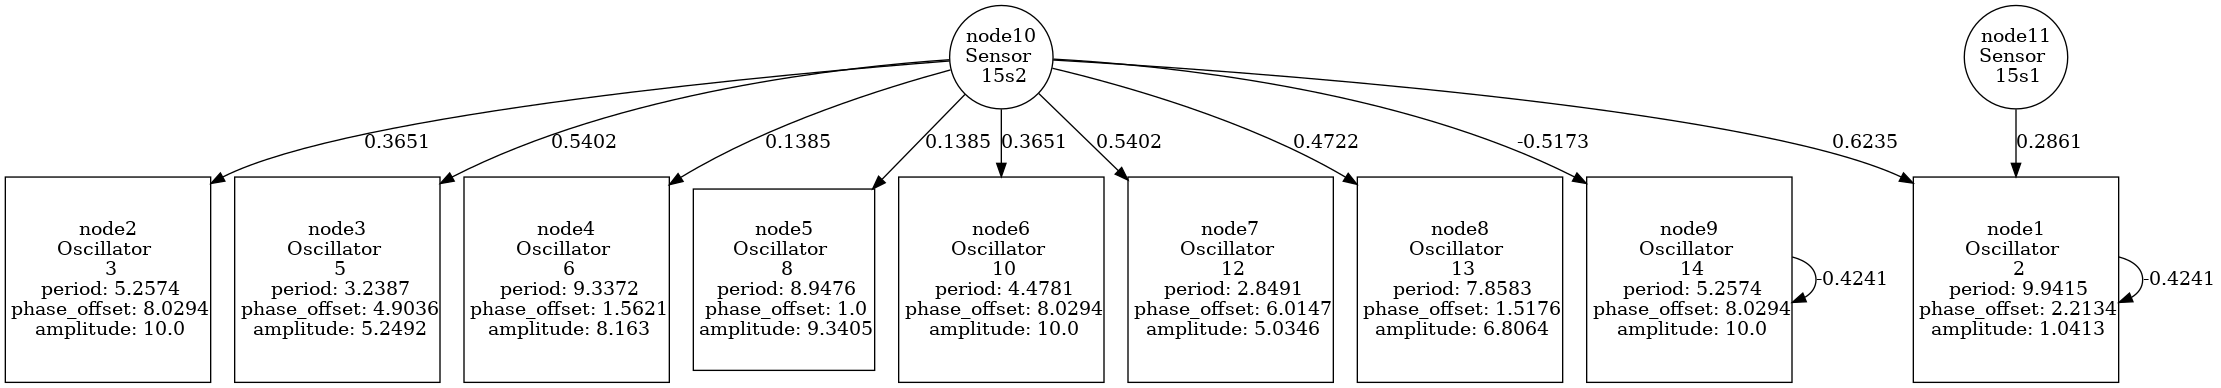 node10
Sensor
15s2
node11
Sensor
15s1
0.3651
0.5402
0.1385
0.1385
0.3651
0.5402
0.4722
-0.5173
0.6235
0.2861
node2
Oscillator
3
period: 5.2574
phase_offset: 8.0294
amplitude: 10.0
node3
Oscillator
5
period: 3.2387
phase_offset: 4.9036
amplitude: 5.2492
node4
Oscillator
6
period: 9.3372
phase_offset: 1.5621
amplitude: 8.163
node5
Oscillator
8
period: 8.9476
phase_offset: 1.0
amplitude: 9.3405
node6
Oscillator
10
period: 4.4781
phase_offset: 8.0294
amplitude: 10.0
node7
Oscillator
12
period: 2.8491
phase_offset: 6.0147
amplitude: 5.0346
node8
Oscillator
13
period: 7.8583
phase_offset: 1.5176
amplitude: 6.8064
node9
Oscillator
14
period: 5.2574
phase_offset: 8.0294
amplitude: 10.0
-0.4241
node1
Oscillator
2
period: 9.9415
phase_offset: 2.2134
amplitude: 1.0413
-0.4241